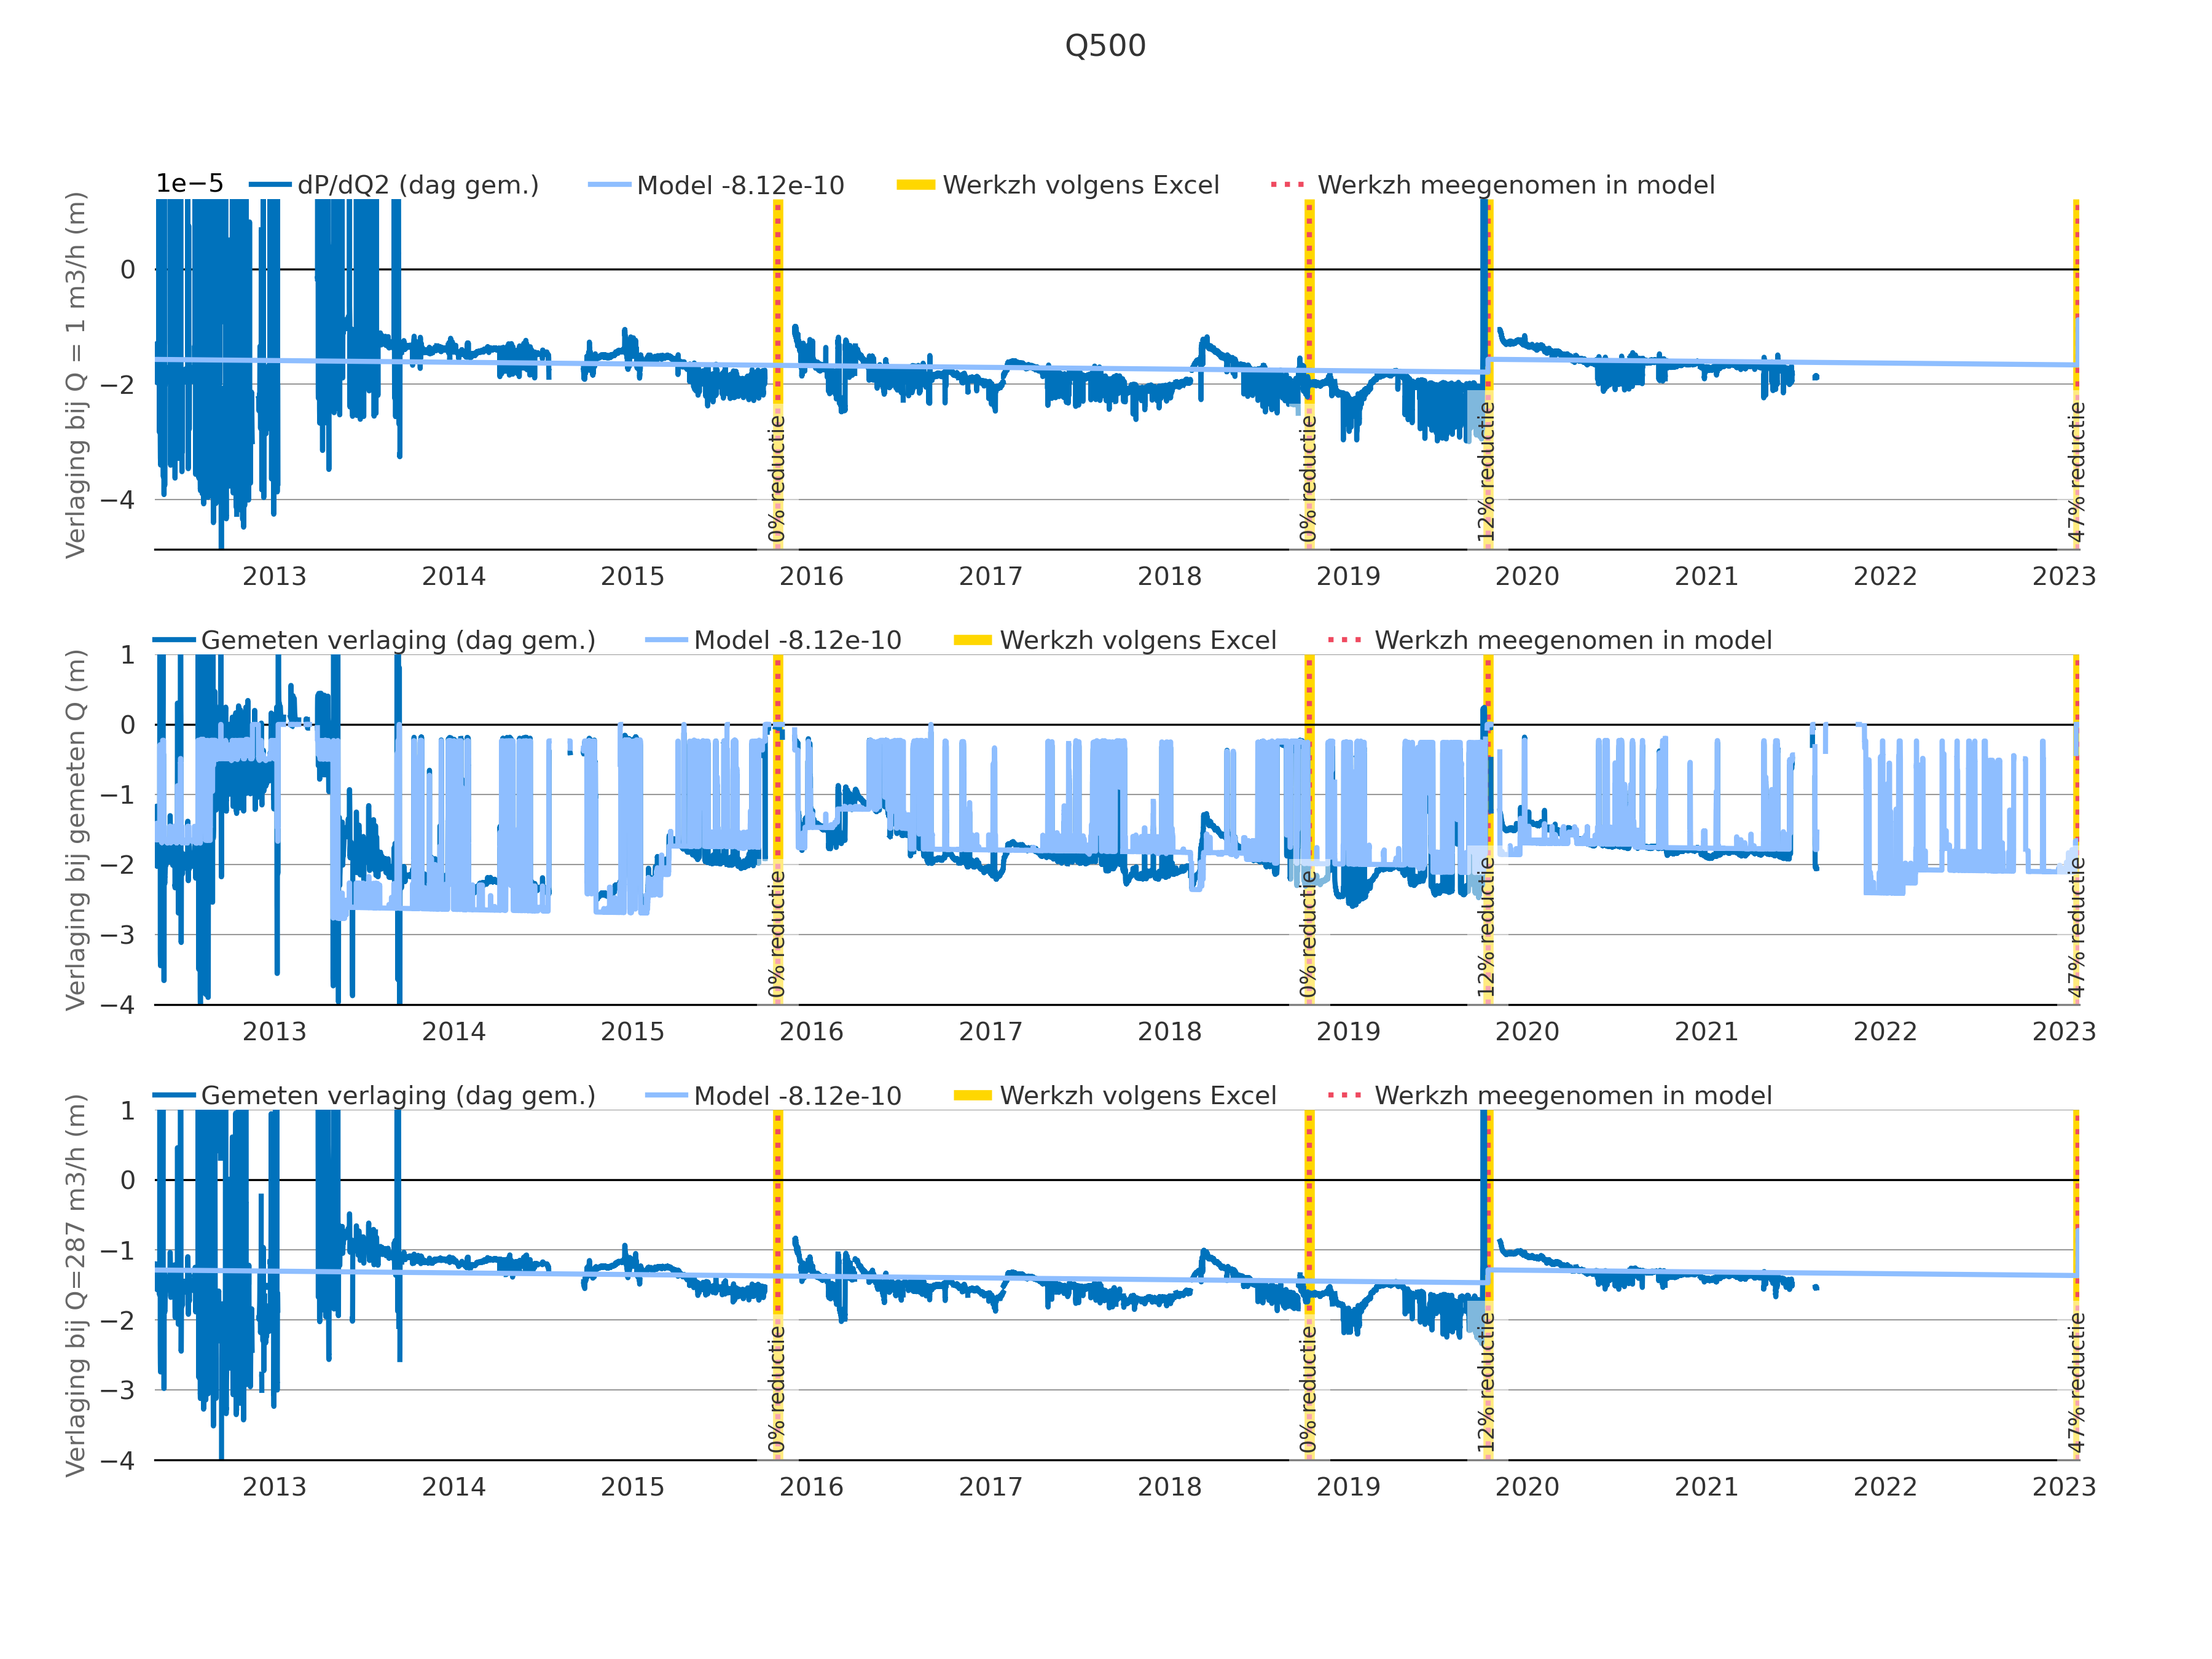 Q500
1e−5
dP/dQ2 (dag gem.) Model -8.12e-10 Werkzh volgens Excel Werkzh meegenomen in model
Verlaging bij Q = 1 m3/h (m)
0
−2
−4
0% reductie
0% reductie
12% reductie
47% reductie
2013 2014 2015 2016 2017 2018 2019 2020 2021 2022 2023
Gemeten verlaging (dag gem.) Model -8.12e-10 Werkzh volgens Excel Werkzh meegenomen in model
Verlaging bij gemeten Q (m)
1
0
−1
−2
−3
−4
0% reductie
0% reductie
12% reductie
47% reductie
2013 2014 2015 2016 2017 2018 2019 2020 2021 2022 2023
Gemeten verlaging (dag gem.) Model -8.12e-10 Werkzh volgens Excel Werkzh meegenomen in model
Verlaging bij Q=2287 m3/h (m)
1
0
−1
−2
−3
−4
0% reductie
0% reductie
12% reductie
47% reductie
2013 2014 2015 2016 2017 2018 2019 2020 2021 2022 2023